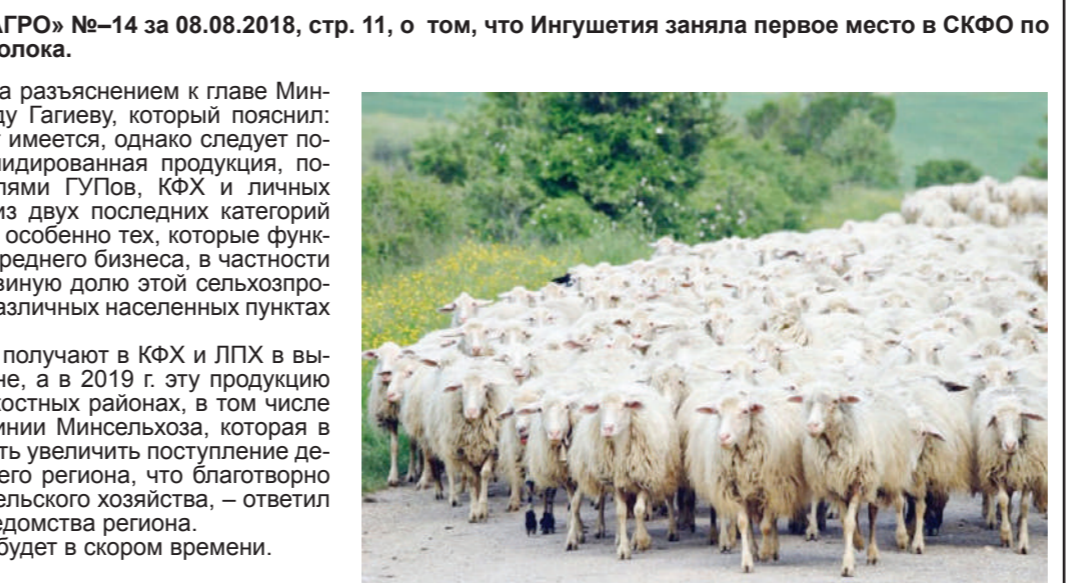 АГРО» №–14 за 08.08.2018, стр. 11, о том, что Ингушетия заняла первое место в СКФО по
олока.
а разъяснением к главе Мин-
ду Гагиеву, который пояснил:
имеется, однако следует по-
идированная продукция, по-
лями ГУПов, КФХ и личных
из двух последних категорий
особенно тех, которые функ-
реднего бизнеса, в частности
виную долю этой сельхозпро-
азличных населенных пунктах
получают в КФХ и ЛПХ в вы-
не, а в 2019 г. эту продукцию
костных районах, в том числе
инии Минсельхоза, которая в
ть увеличить поступление де-
его региона, что благотворно
ельского хозяйства, – ответил
едомства региона.
будет в скором времени.